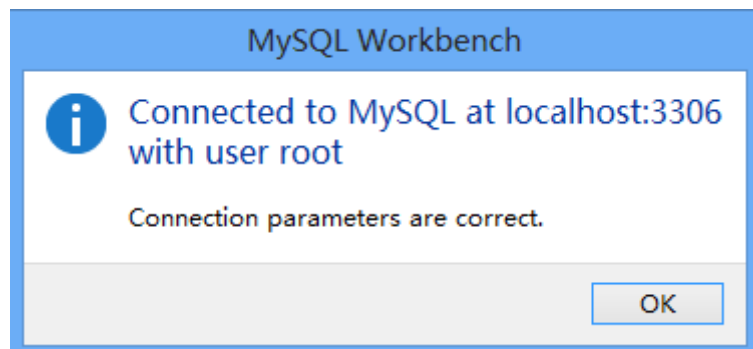 MySQL Workbench
Connected to MySQL at localhost:3306
with user root
Connection parameters are correct.
OK